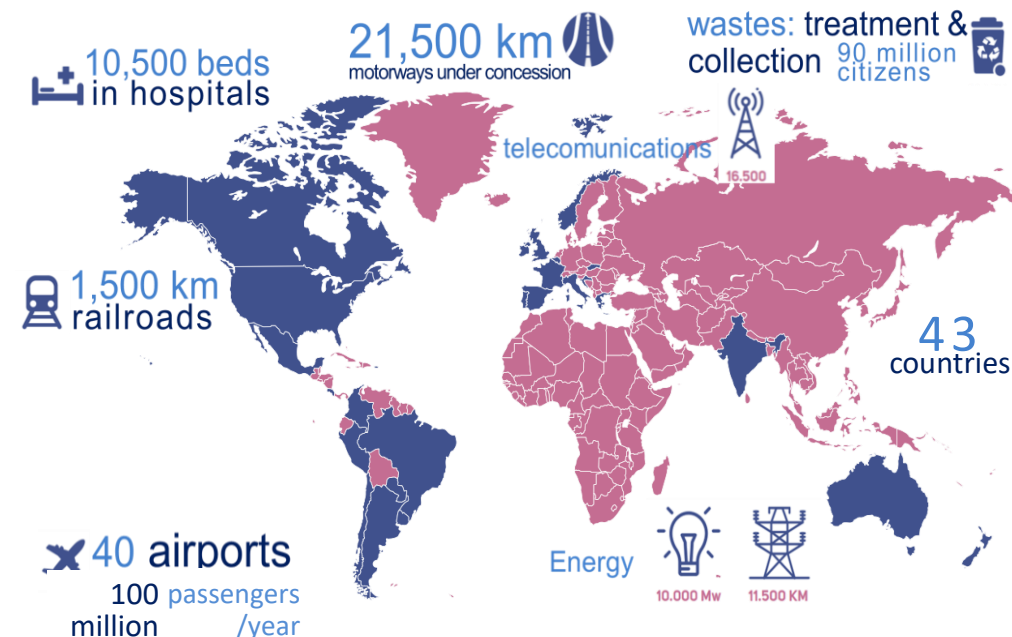 10,500 beds
in hospitals
21,500 km
motorways under concession
wastes: treatment &
collection 90 million
citizens
telecomunications
16.500
1,500 km
railroads
43
countries
40 airports
100 passengers
million /year
Energy
10.000 Mw
11.500 KM